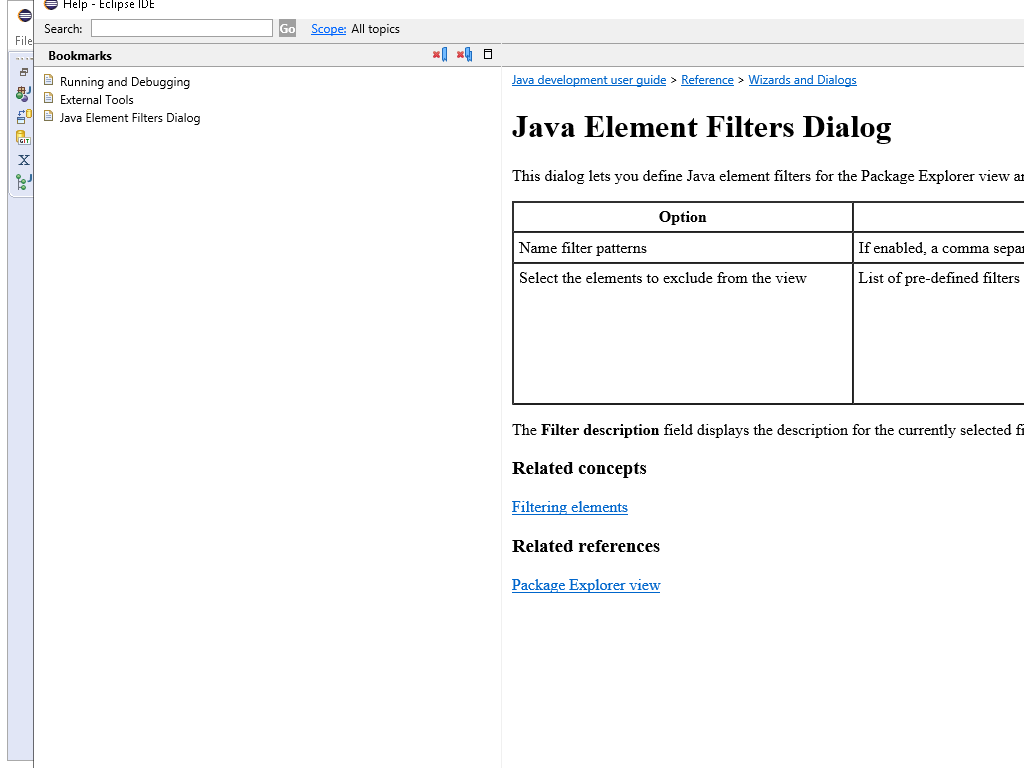 Help - Eclipse IDE
File
Search: Go Scope: All topics
Bookmarks
Running and Debugging
External Tools
Java Element Filters Dialog
GIT
X
Java development user guide > Reference > Wizards and Dialogs
Java Element Filters Dialog
This dialog lets you define Java element filters for the Package Explorer view
Option
Name filter patterns If enabled, a comma
Select the elements to exclude from the view List of pre-defined filters
The Filter description field displays the description for the currently selected
Related concepts
Filtering elements
Related references
Package Explorer view